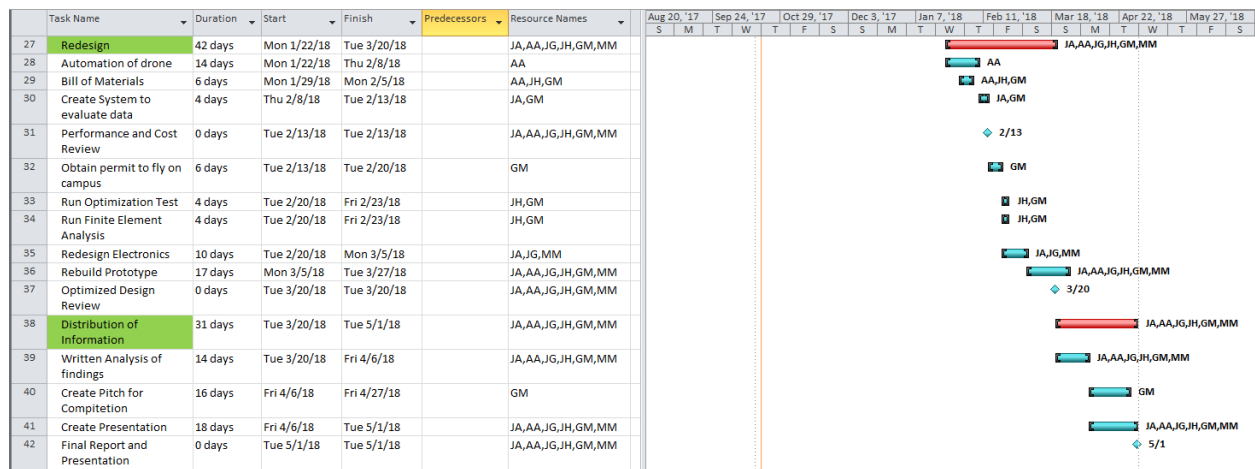 Task Name Duration Start Finish Predecessors Resource Names Aug 20, '17 Sep 24, '17 Oct 29, '17 Dec 3, '17 Jan 7, '18 Feb 11, '18 Mar 18, '18 Apr 22, '18 May 27, '18
S M T W T F S S M T W T F S S M T W T F S
27 Redesign 42 days Mon 1/22/18 Tue 3/20/18 JA,AA,JG,JH,GM,MM JA,AA,JG,JH,GM,MM
28 Automation of drone 14 days Mon 1/22/18 Thu 2/8/18 AA AA
29 Bill of Materials 6 days Mon 1/29/18 Mon 2/5/18 AA,JH,GM AA,JH,GM
30 Create System to 4 days Thu 2/8/18 Tue 2/13/18 JA,GM JA,GM
evaluate data
31 Performance and Cost 0 days Tue 2/13/18 Tue 2/13/18 JA,AA,JG,JH,GM,MM 2/13
Review
32 Obtain permit to fly on 6 days Tue 2/13/18 Tue 2/20/18 GM GM
campus
33 Run Optimization Test 4 days Tue 2/20/18 Fri 2/23/18 JH,GM JH,GM
34 Run Finite Element 4 days Tue 2/20/18 Fri 2/23/18 JH,GM JH,GM
Analysis
35 Redesign Electronics 10 days Tue 2/20/18 Mon 3/5/18 JA,JG,MM JA,JG,MM
36 Rebuild Prototype 17 days Mon 3/5/18 Tue 3/27/18 JA,AA,JG,JH,GM,MM JA,AA,JG,JH,GM,MM
37 Optimized Design 0 days Tue 3/20/18 Tue 3/20/18 JA,AA,JG,JH,GM,MM 3/20
Review
38 Distribution of 31 days Tue 3/20/18 Tue 5/1/18 JA,AA,JG,JH,GM,MM JA,AA,JG,JH,GM,MM
Information
39 Written Analysis of 14 days Tue 3/20/18 Fri 4/6/18 JA,AA,JG,JH,GM,MM JA,AA,JG,JH,GM,MM
findings
40 Create Pitch for 16 days Fri 4/6/18 Fri 4/27/18 GM GM
Compitetion
41 Create Presentation 18 days Fri 4/6/18 Tue 5/1/18 JA,AA,JG,JH,GM,MM JA,AA,JG,JH,GM,MM
42 Final Report and 0 days Tue 5/1/18 Tue 5/1/18 JA,AA,JG,JH,GM,MM 5/1
Presentation